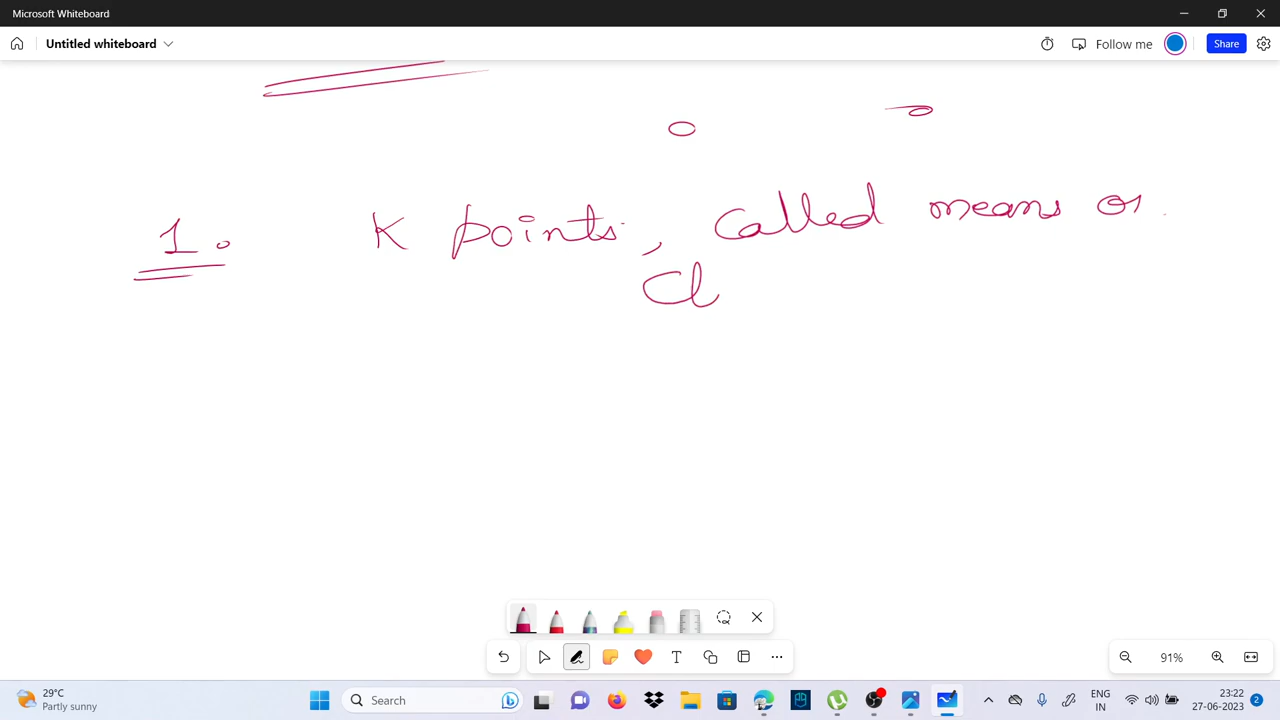 Microsoft Whiteboard
Untitled whiteboard
Follow me
Share
1. K points, called means or
Cl
91%
29°C
Partly sunny
Search
ENG
IN
23:22
27-06-2023
2